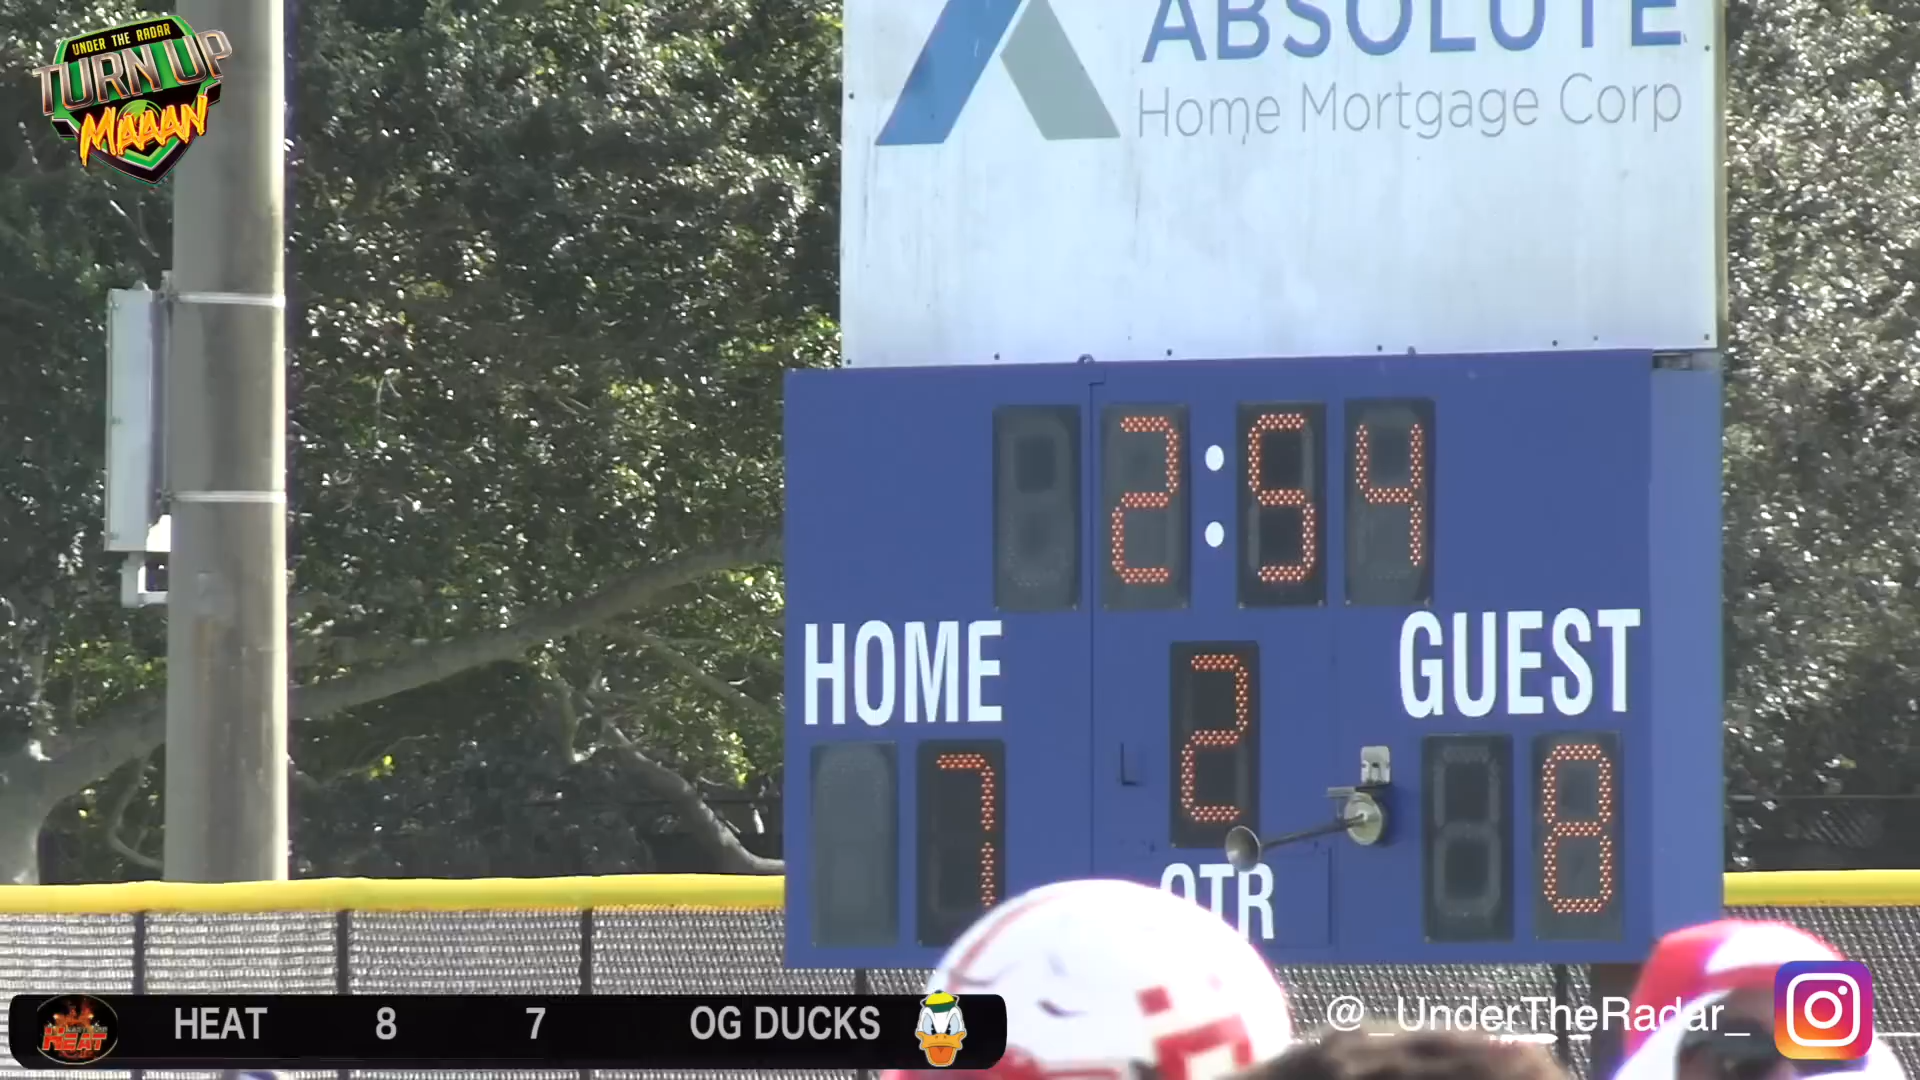 UNDER THE RADAR
TURN UP
MAAAN
ABSOLUTE
Home Mortgage Corp
2:54
HOME
GUEST
2
7
8
QTR
HEAT 8 7 OG DUCKS
HEAT
@_UnderTheRadar_